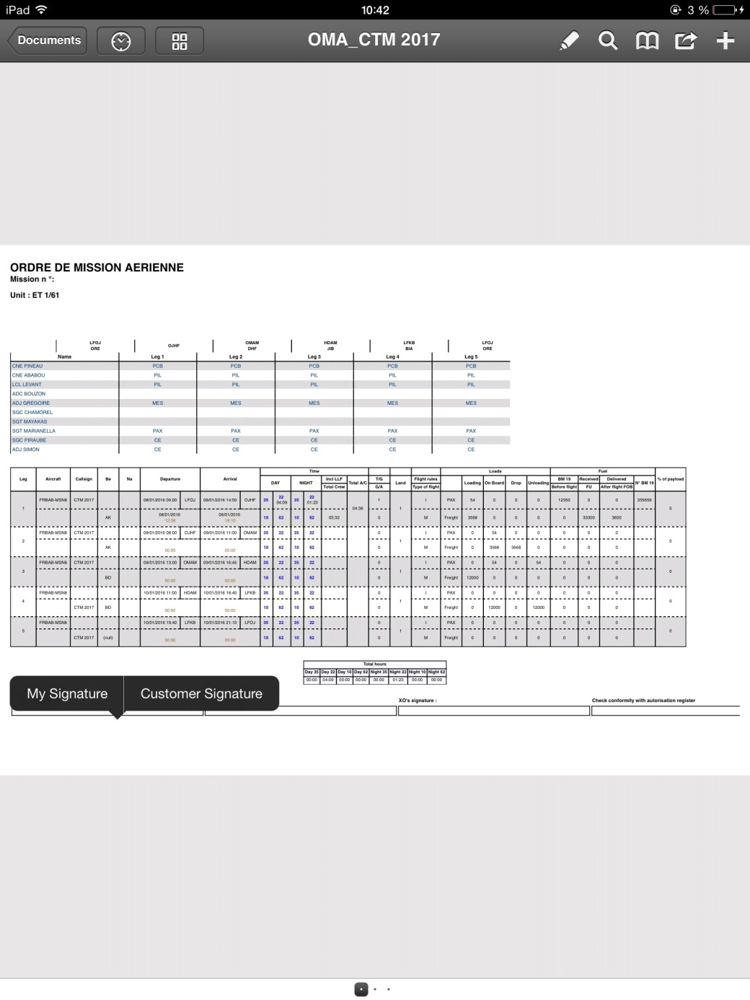 iPad 10:42 3 %
Documents OMA_CTM 2017
ORDRE DE MISSION AERIENNE
Mission n °:
Unit : ET 1/61
LFOJ OJHF OMAM HDAM LFKB LFOJ
ORE DHF JIB BIA ORE
Name Leg 1 Leg 2 Leg 3 Leg 4 Leg 5
CNE PINEAU PCB PCB PCB PCB PCB
CNE ABABOU PIL PIL PIL PIL PIL
LCL LEVANT PIL PIL PIL PIL PIL
ADC BOUZON
ADJ GREGOIRE MES MES MES MES MES
SGC CHAMOREL
SGT MAYAKAS
SGT MARIANELLA PAX PAX PAX PAX PAX
SGC PIRAUBE CE CE CE CE CE
ADJ SIMON CE CE CE CE CE
Time Loads Fuel
Leg Aircraft Callsign Be Na Departure Arrival DAY NIGHT Incl LLF Total A/C T/G Land Flight rules Loading On Board Drop Unloading BM 19 Received Delivered N° BM 19 % of payload
Total Crew G/A Type of flight Before flight FU After flight FOB
1 FRBAB-MSN8 CTM 2017 08/01/2016 09:00 LFOJ 08/01/2016 14:50 OJHF 35 22 04:09 35 22 01:23 04:36 1 1 I PAX 54 0 0 0 12350 0 0 355659 0
AK 08/01/2016 12:38 08/01/2016 18:10 10 62 10 62 05:32 0 M Freight 3568 0 0 0 0 33300 3600
2 FRBAB-MSN8 CTM 2017 09/01/2016 08:00 OJHF 09/01/2016 11:00 OMAM 35 22 35 22 0 1 I PAX 0 54 0 0 0 0 0 0
AK 00:00 00:00 10 62 10 62 0 M Freight 0 3568 3568 0 0 0 0
3 FRBAB-MSN8 CTM 2017 09/01/2016 13:00 OMAM 09/01/2016 16:45 HDAM 35 22 35 22 0 1 I PAX 0 54 0 54 0 0 0 0
BD 00:00 00:00 10 62 10 62 0 M Freight 12000 0 0 0 0 0 0
4 FRBAB-MSN8 10/01/2016 11:00 HDAM 10/01/2016 18:40 LFKB 35 22 35 22 0 1 I PAX 0 0 0 0 0 0 0 0
CTM 2017 BD 00:00 00:00 10 62 10 62 0 M Freight 0 12000 0 12000 0 0 0
5 FRBAB-MSN8 10/01/2016 19:40 LFKB 10/01/2016 21:10 LFOJ 35 22 35 22 0 1 I PAX 0 0 0 0 0 0 0 0
CTM 2017 (null) 00:00 00:00 10 62 10 62 0 M Freight 0 0 0 0 0 0 0
Total hours
Day 35 Day 22 Day 10 Day 62 Night 35 Night 22 Night 10 Night 62
00:00 04:09 00:00 00:00 00:00 01:23 00:00 00:00
My Signature Customer Signature
XO's signature : Check conformity with autorisation register